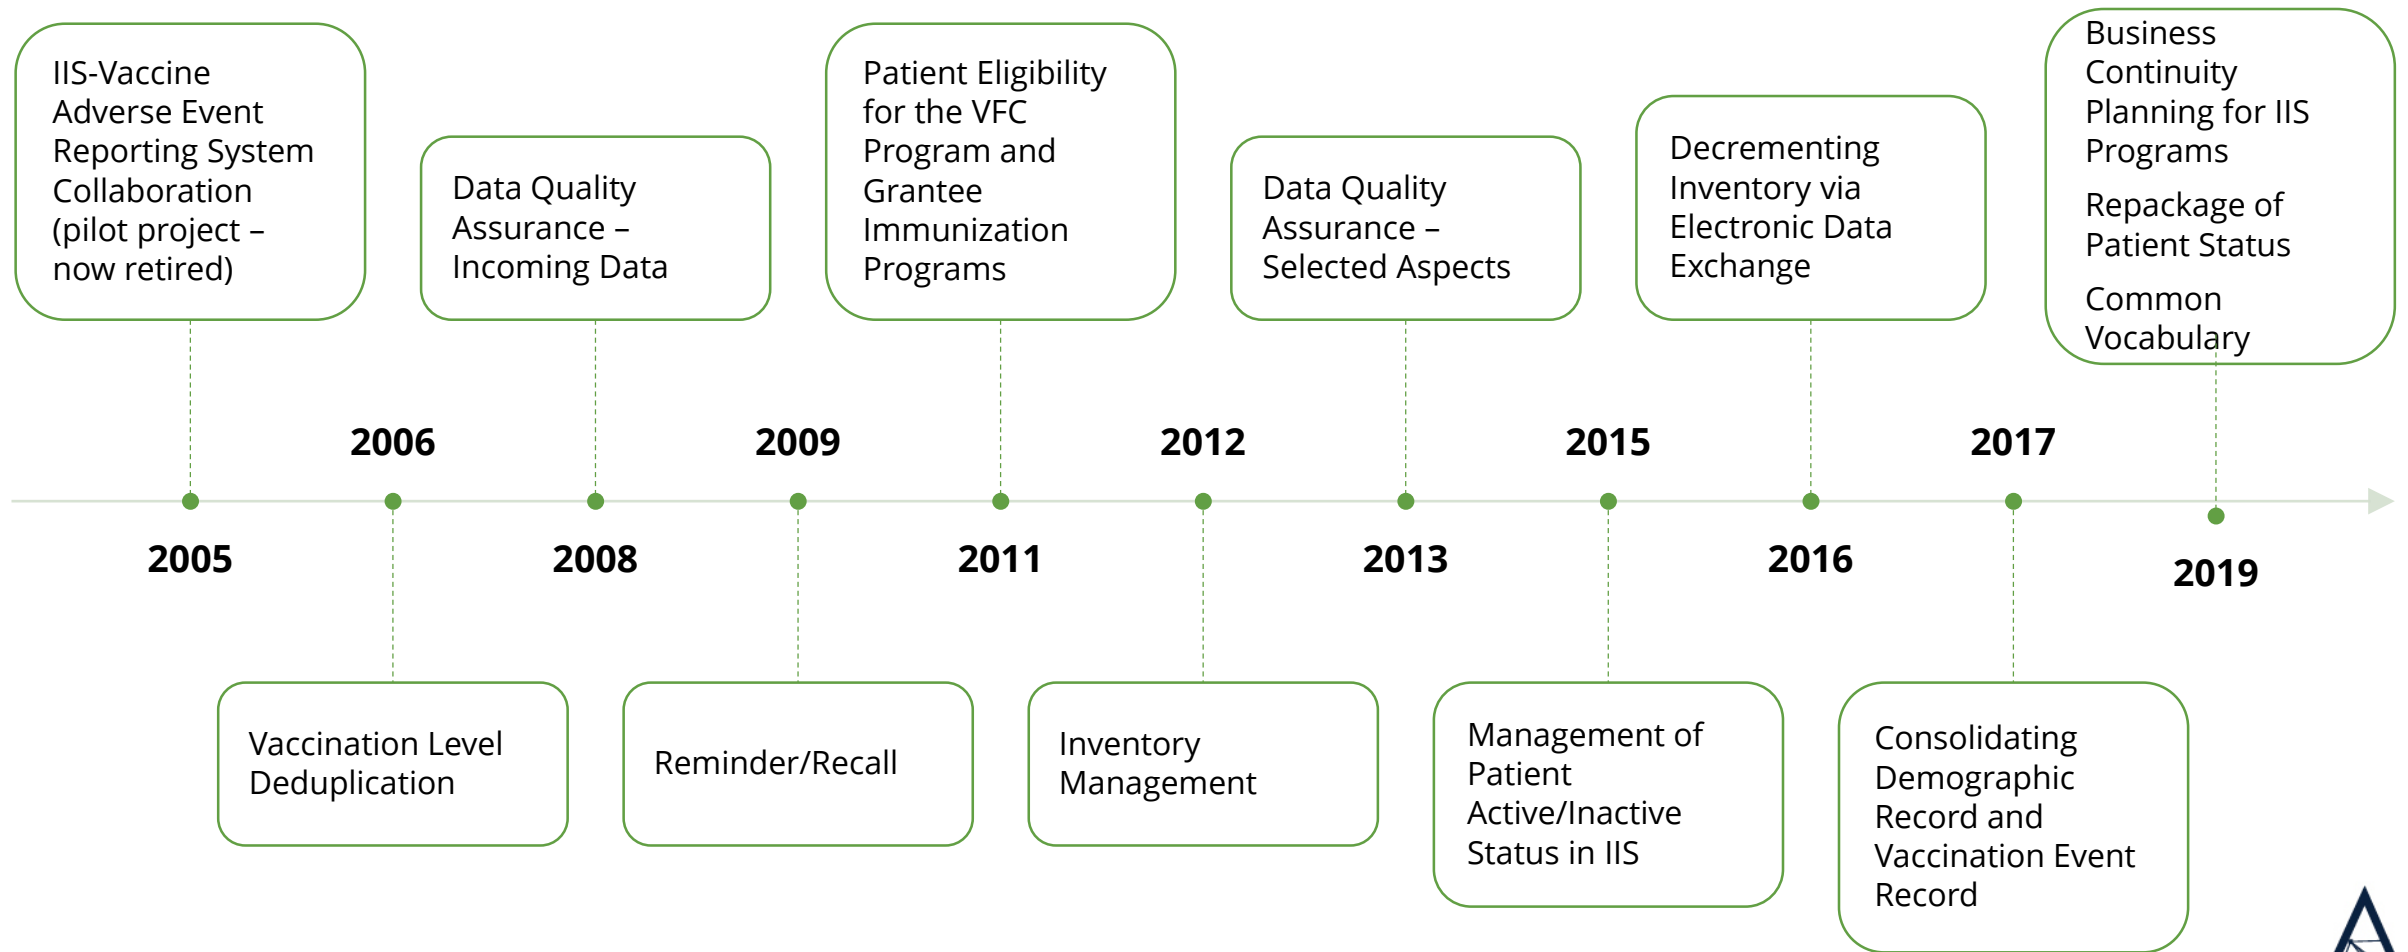 IIS-Vaccine
Adverse Event
Reporting System
Collaboration
(pilot project –
now retired)
Data Quality
Assurance –
Incoming Data
Patient Eligibility
for the VFC
Program and
Grantee
Immunization
Programs
Data Quality
Assurance –
Selected Aspects
Decrementing
Inventory via
Electronic Data
Exchange
Business
Continuity
Planning for IIS
Programs
Repackage of
Patient Status
Common
Vocabulary
2006
2009
2012
2015
2017
2005
2008
2011
2013
2016
2019
Vaccination Level
Deduplication
Reminder/Recall
Inventory
Management
Management of
Patient
Active/Inactive
Status in IIS
Consolidating
Demographic
Record and
Vaccination Event
Record